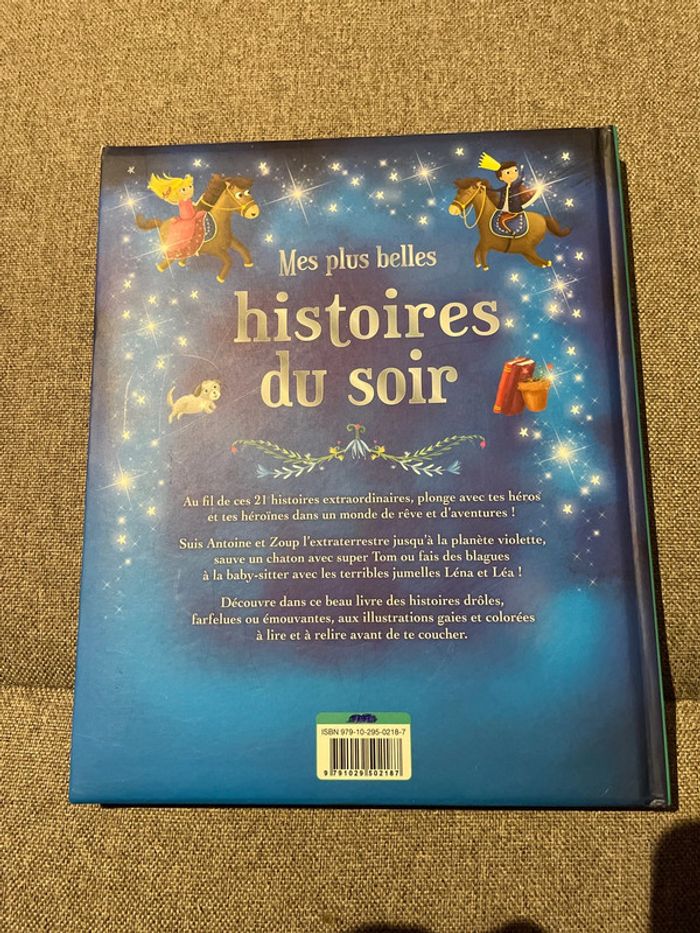 Mes plus belles
histoires
du soir
Au fil de ces 21 histoires extraordinaires, plonge avec tes héros
et tes héroïnes dans un monde de rêve et d'aventures !
Suis Antoine et Zoup l'extraterrestre jusqu'à la planète violette,
sauve un chaton avec super Tom ou fais des blagues
à la baby-sitter avec les terribles jumelles Léna et Léa !
Découvre dans ce beau livre des histoires drôles,
farfelues ou émouvantes, aux illustrations gaies et colorées
à lire et à relire avant de te coucher.
ISBN 979-10-295-0218-7
9 791029 502187